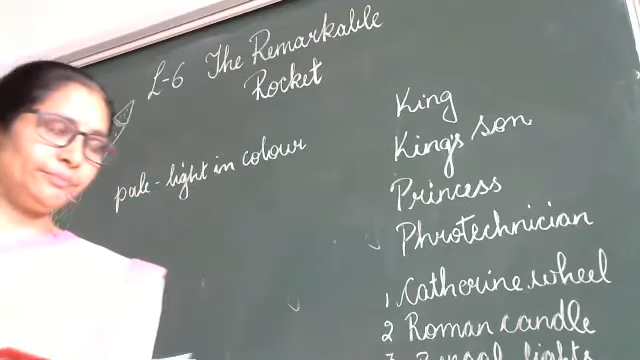 L-6 The Remarkable
Rocket
pale - light in colour
King
King's son
Princess
Phrotechnician
1 Catherine wheel
2 Roman candle
3 Bengal lights